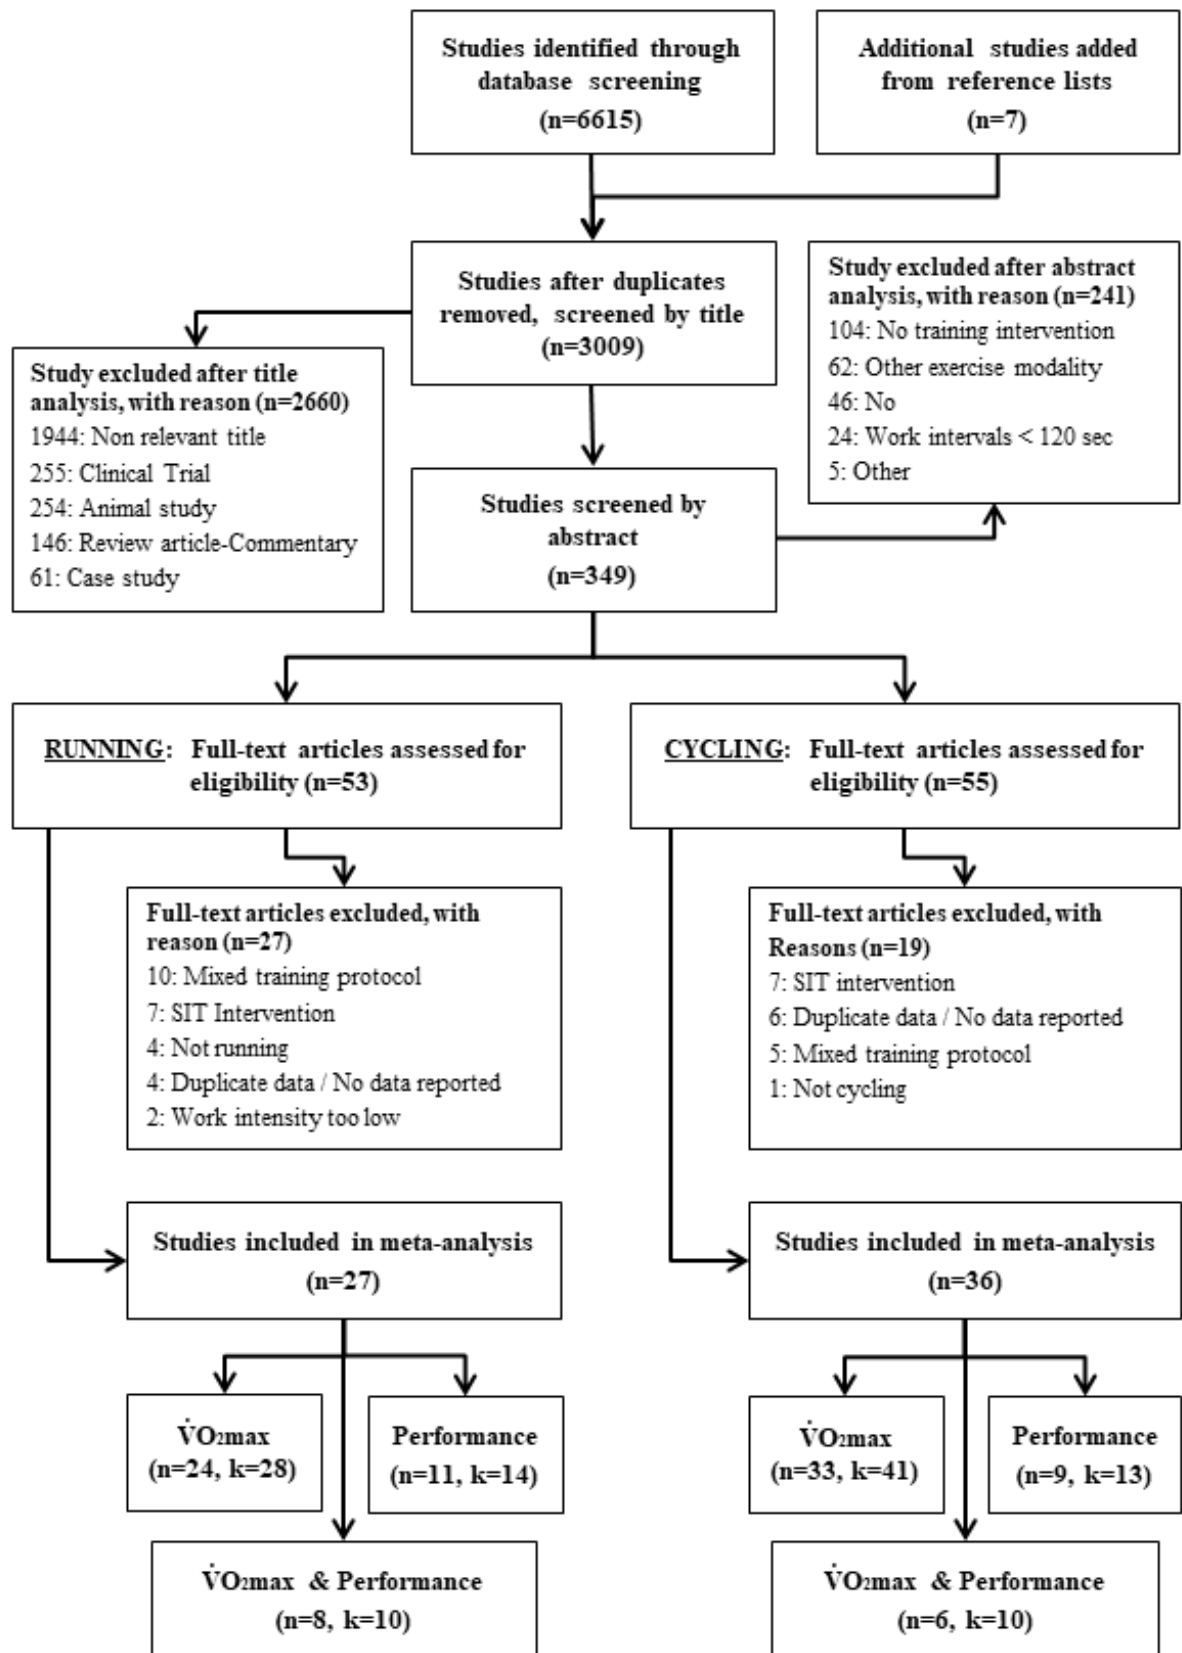 Studies identified through
database screening
(n=6615)
Additional studies added
from reference lists
(n=7)
Studies after duplicates
removed, screened by title
(n=3009)
Study excluded after abstract
analysis, with reason (n=241)
104: No training intervention
62: Other exercise modality
46: No
24: Work intervals < 120 sec
5: Other
Study excluded after title
analysis, with reason (n=2660)
1944: Non relevant title
255: Clinical Trial
254: Animal study
146: Review article-Commentary
61: Case study
Studies screened by
abstract
(n=349)
RUNNING: Full-text articles assessed for
eligibility (n=53)
CYCLING: Full-text articles assessed for
eligibility (n=55)
Full-text articles excluded, with
reason (n=27)
10: Mixed training protocol
7: SIT Intervention
4: Not running
4: Duplicate data / No data reported
2: Work intensity too low
Full-text articles excluded, with
Reasons (n=19)
7: SIT intervention
6: Duplicate data / No data reported
5: Mixed training protocol
1: Not cycling
Studies included in meta-analysis
(n=27)
Studies included in meta-analysis
(n=36)
V̇O2max
(n=24, k=28)
Performance
(n=11, k=14)
V̇O2max
(n=33, k=41)
Performance
(n=9, k=13)
V̇O2max & Performance
(n=8, k=10)
V̇O2max & Performance
(n=6, k=10)